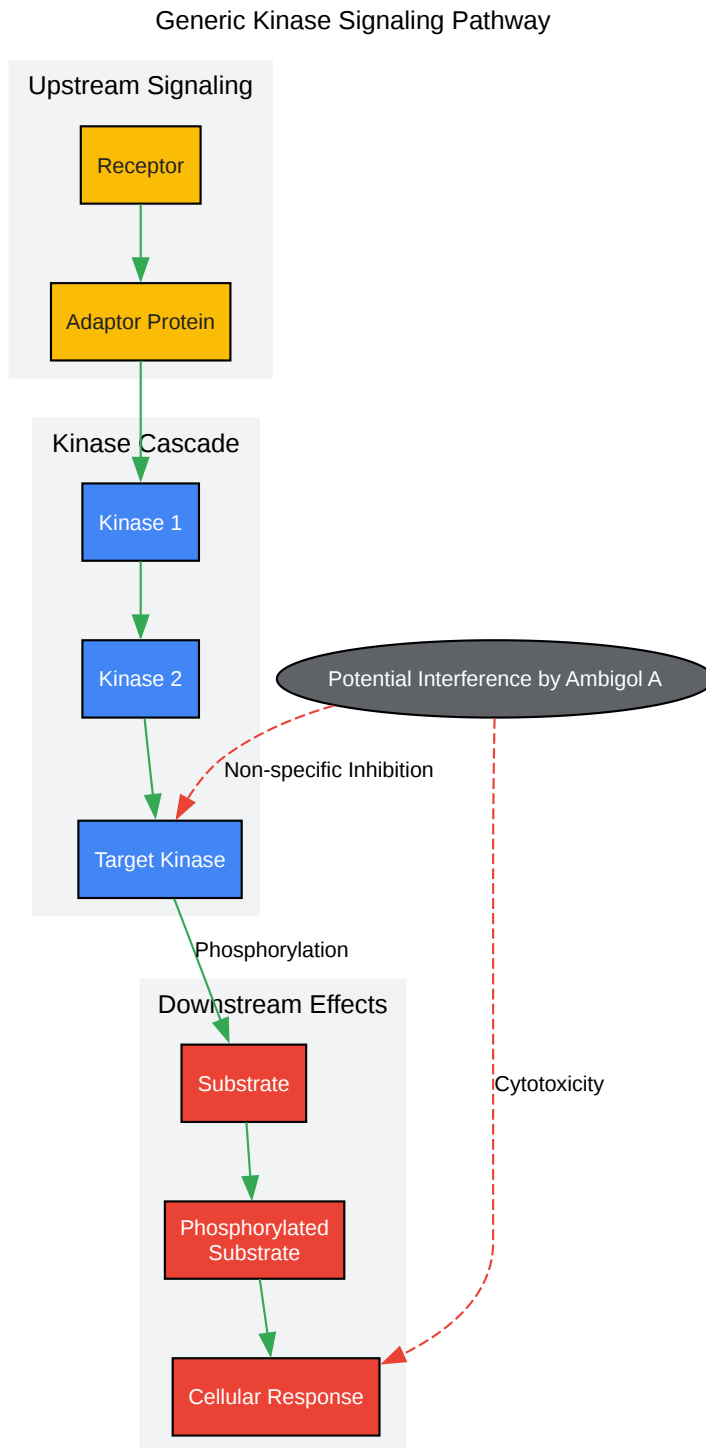 Generic Kinase Signaling Pathway
Upstream Signaling
Receptor
Adaptor Protein
Kinase Cascade
Kinase 1
Kinase 2
Potential Interference by Ambigol A
Non-specific Inhibition
Target Kinase
Phosphorylation
Downstream Effects
Substrate
Cytotoxicity
Phosphorylated
Substrate
Cellular Response